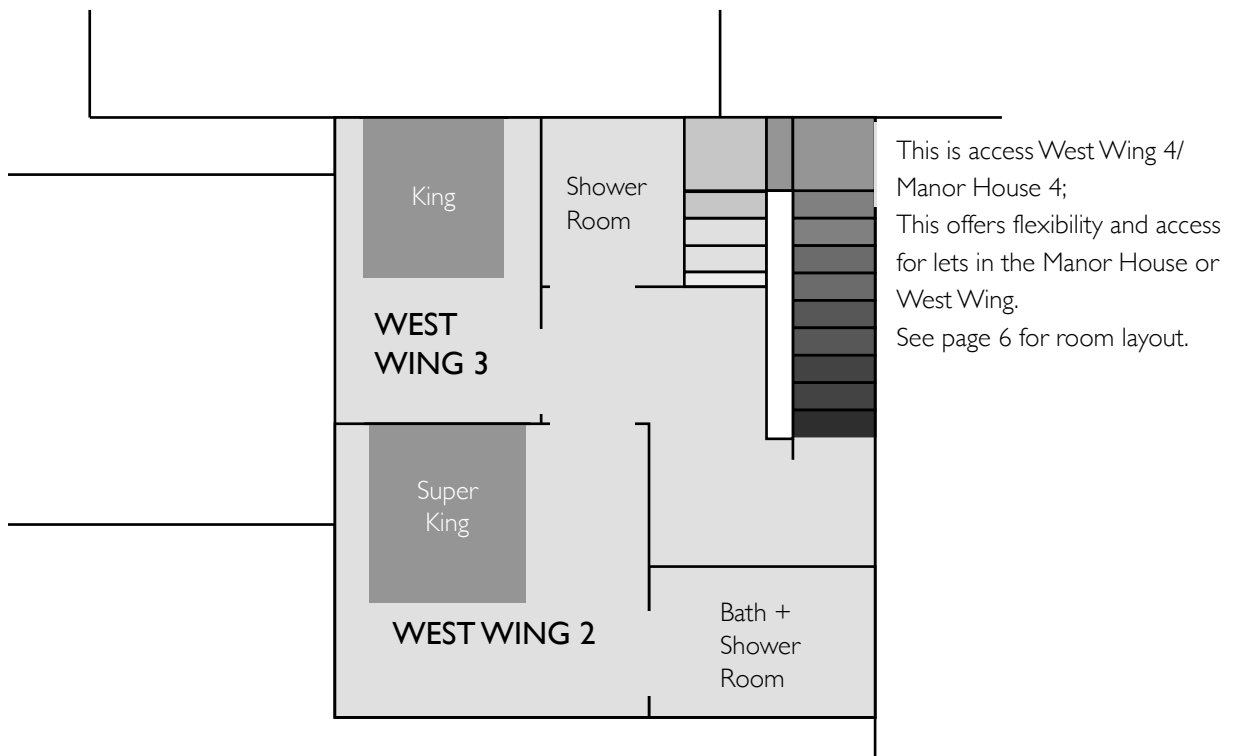 King
Shower
Room
WEST
WING 3
This is access West Wing 4/
Manor House 4;
This offers flexibility and access
for lets in the Manor House or
West Wing.
See page 6 for room layout.
Super
King
WEST WING 2
Bath +
Shower
Room